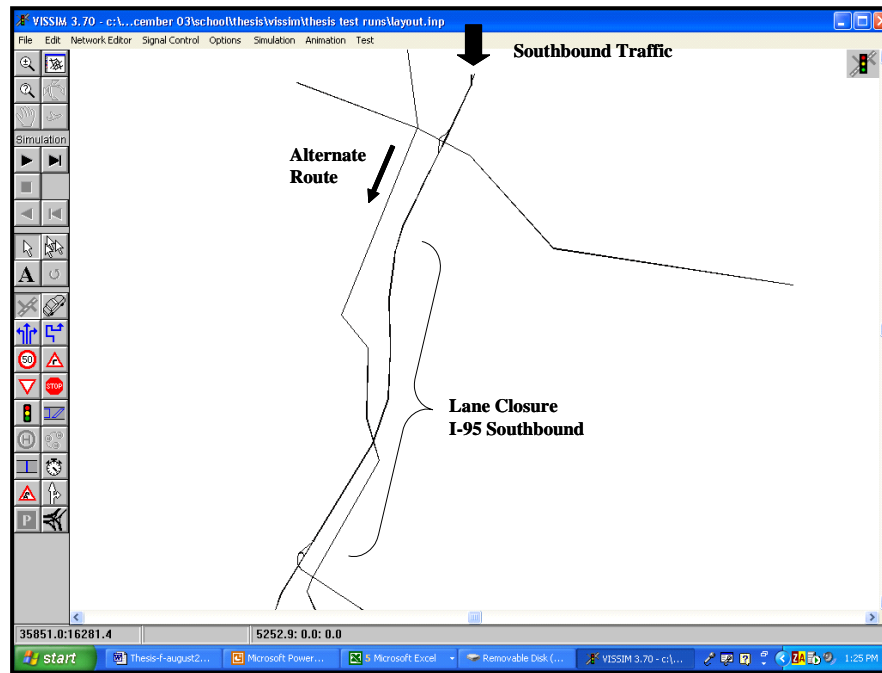 VISSIM 3.70 - c:\...cember 03\school\thesis\vissim\thesis test runs\layout.inp
File Edit Network Editor Signal Control Options Simulation Animation Test
Southbound Traffic
Simulation
Alternate
Route
A
50
STOP
H
P
Lane Closure
I-95 Southbound
35851.0:16281.4 5252.9: 0.0: 0.0
start Thesis-f-august2... Microsoft Power... 5 Microsoft Excel Removable Disk (... VISSIM 3.70 - c:\... ZA 1:25 PM